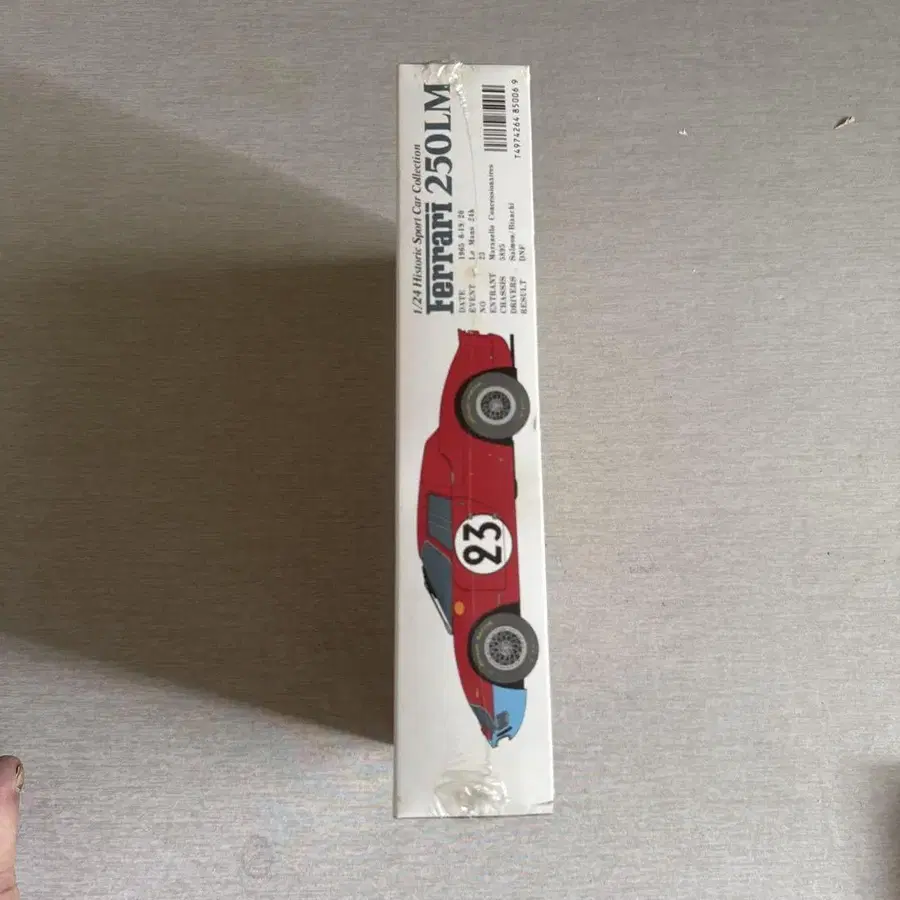 1/24 Historic Sport Car Collection
Ferrari 250LM
DATE 1965 6-19/20
EVENT Le Mans 24h
NO 23
ENTRANT Maranello Concessionaires
CHASSIS 5895
DRIVERS Salmon/Bianchi
RESULT DNF
T4974264 85006 9
23